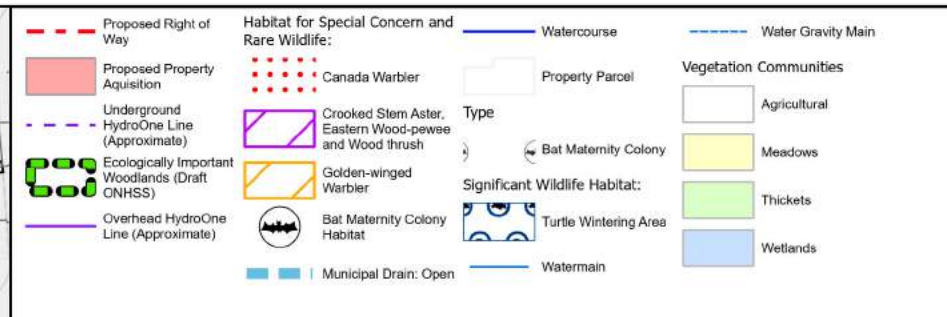 Proposed Right of
Way
Proposed Property
Aquisition
Underground
HydroOne Line
(Approximate)
Ecologically Important
Woodlands (Draft
ONHSS)
Overhead HydroOne
Line (Approximate)
Habitat for Special Concern and
Rare Wildlife:
Canada Warbler
Crooked Stem Aster,
Eastern Wood-pewee
and Wood thrush
Golden-winged
Warbler
Bat Maternity Colony
Habitat
Municipal Drain: Open
Watercourse
Property Parcel
Type
Bat Maternity Colony
Significant Wildlife Habitat:
Turtle Wintering Area
Watermain
Water Gravity Main
Vegetation Communities
Agricultural
Meadows
Thickets
Wetlands